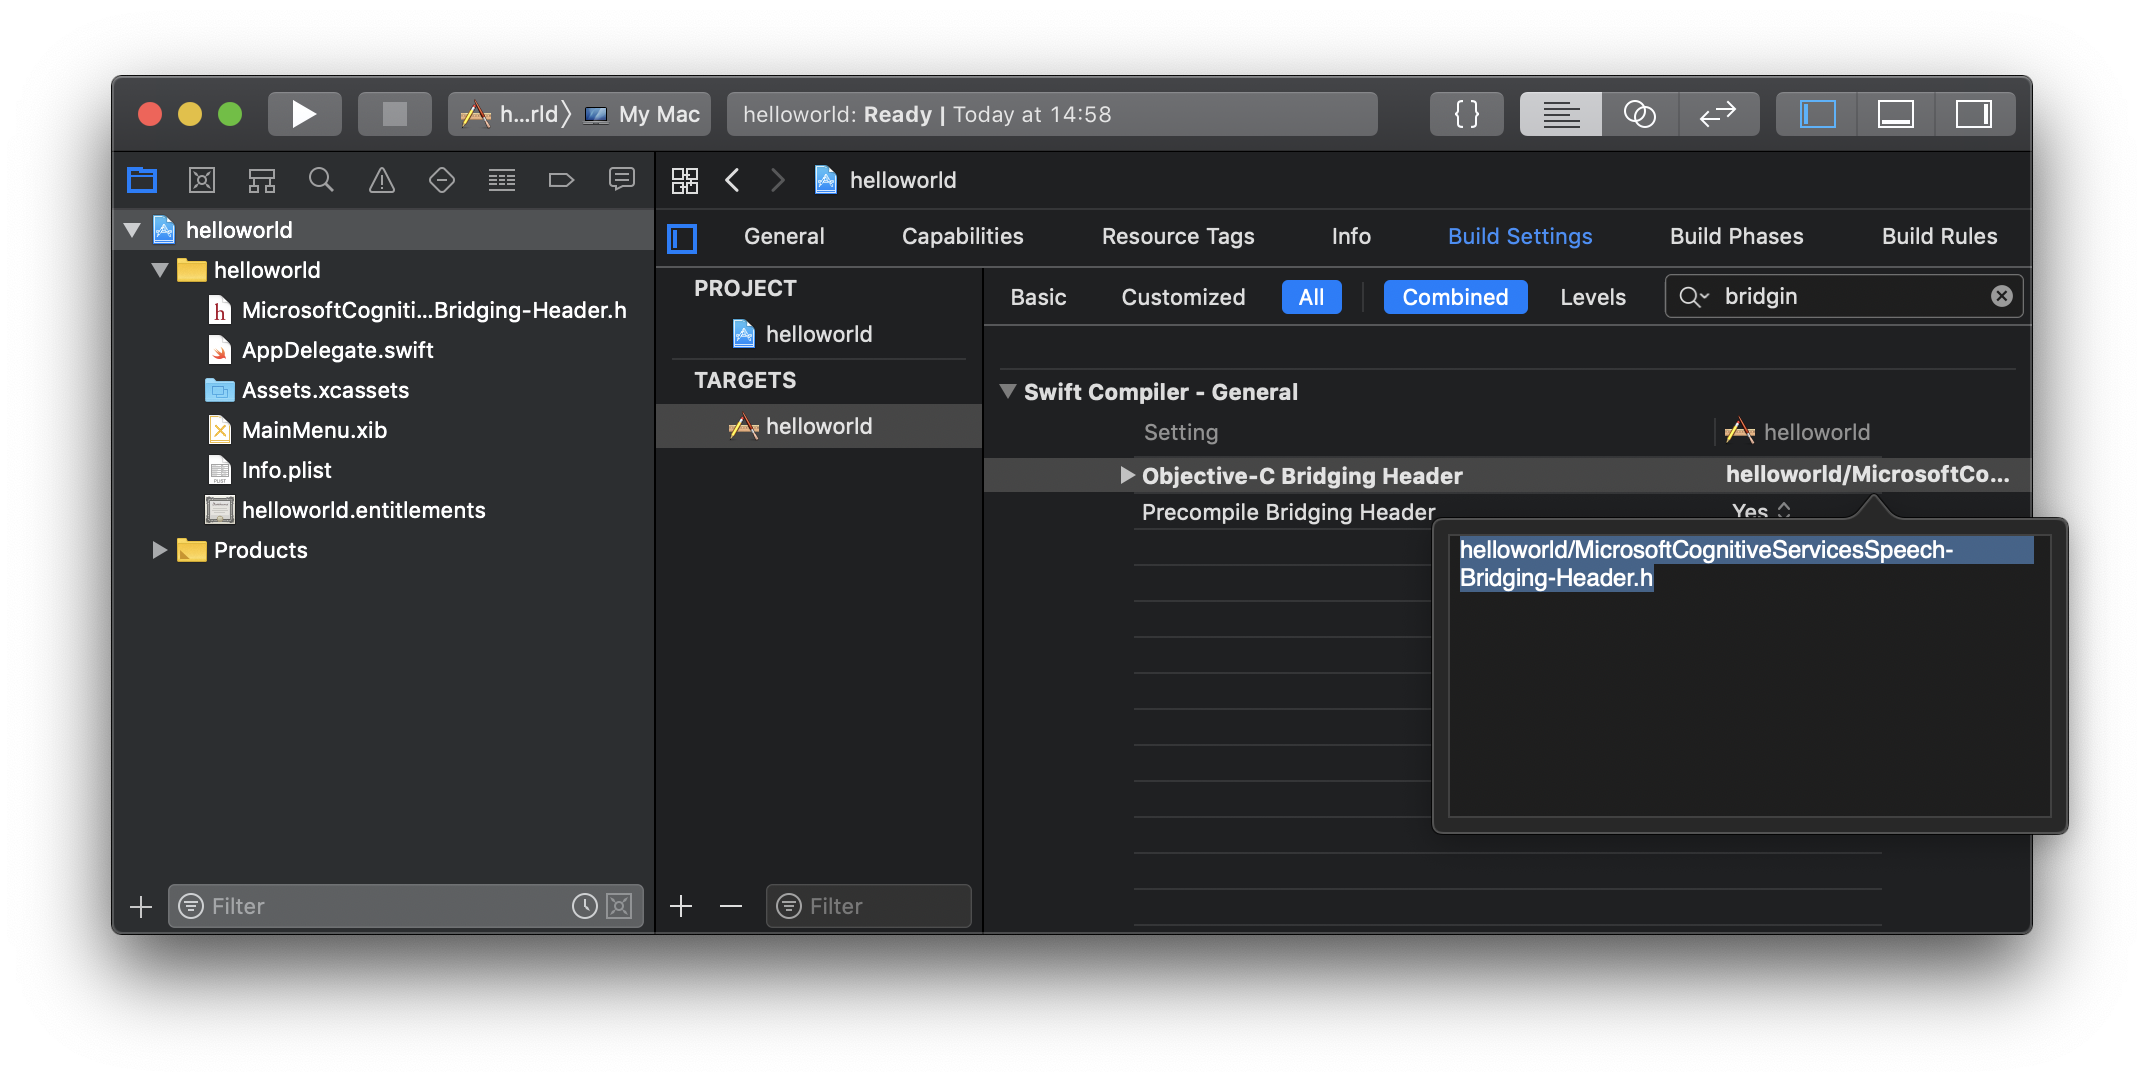 h...rld〉 My Mac
helloworld: Ready | Today at 14:58
{ }
helloworld
helloworld
MicrosoftCogniti...Bridging-Header.h
AppDelegate.swift
Assets.xcassets
MainMenu.xib
Info.plist
helloworld.entitlements
Products
Filter
helloworld
General Capabilities Resource Tags Info Build Settings Build Phases Build Rules
PROJECT
helloworld
TARGETS
helloworld
Filter
Basic Customized All Combined Levels bridgin
Swift Compiler - General
Setting helloworld
Objective-C Bridging Header helloworld/MicrosoftCo...
Precompile Bridging Header Yes
helloworld/MicrosoftCognitiveServicesSpeech-
Bridging-Header.h